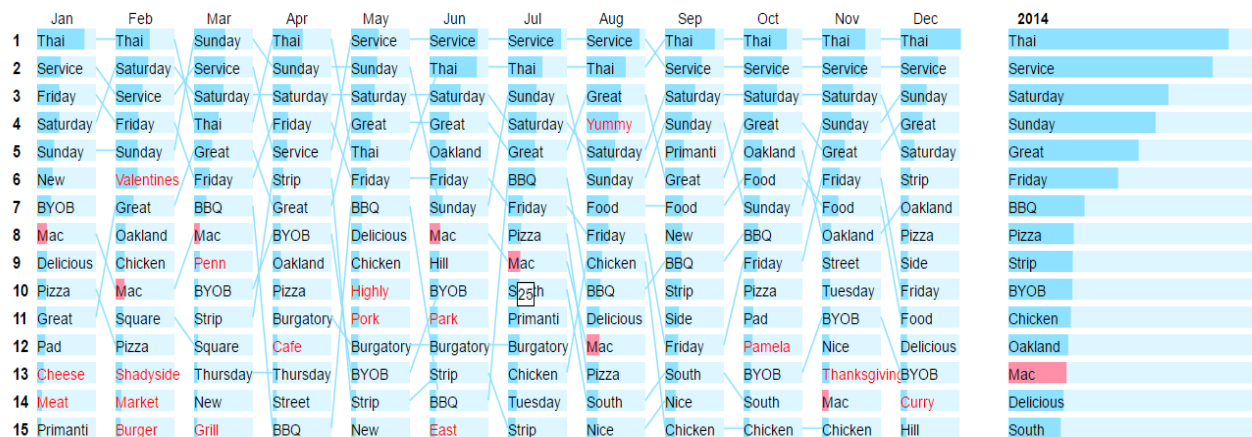 Jan Feb Mar Apr May Jun Jul Aug Sep Oct Nov Dec 2014
1 Thai Thai Sunday Thai Service Service Service Service Thai Thai Thai Thai Thai
2 Service Saturday Service Sunday Sunday Thai Thai Thai Service Service Service Service Service
3 Friday Service Saturday Saturday Saturday Saturday Sunday Great Saturday Saturday Saturday Sunday Saturday
4 Saturday Friday Thai Friday Great Great Saturday Yummy Sunday Great Sunday Great Sunday
5 Sunday Sunday Great Service Thai Oakland Great Saturday Primanti Oakland Great Saturday Great
6 New Valentines Friday Strip Friday Friday BBQ Sunday Great Food Friday Strip Friday
7 BYOB Great BBQ Great BBQ Sunday Friday Food Food Sunday Food Oakland BBQ
8 Mac Oakland Mac BYOB Delicious Mac Pizza Friday New BBQ Oakland Pizza Pizza
9 Delicious Chicken Penn Oakland Chicken Hill Mac Chicken BBQ Friday Street Side Strip
10 Pizza Mac BYOB Pizza Highly BYOB South 25 BBQ Strip Pizza Tuesday Friday BYOB
11 Great Square Strip Burgatory Pork Park Primanti Delicious Side Pad BYOB Food Chicken
12 Pad Pizza Square Cafe Burgatory Burgatory Burgatory Mac Friday Pamela Nice Delicious Oakland
13 Cheese Shadyside Thursday Thursday BYOB Strip Chicken Pizza South BYOB Thanksgiving BYOB Mac
14 Meat Market New Street Strip BBQ Tuesday South Nice South Mac Curry Delicious
15 Primanti Burger Grill BBQ New East Strip Nice Chicken Chicken Chicken Hill South